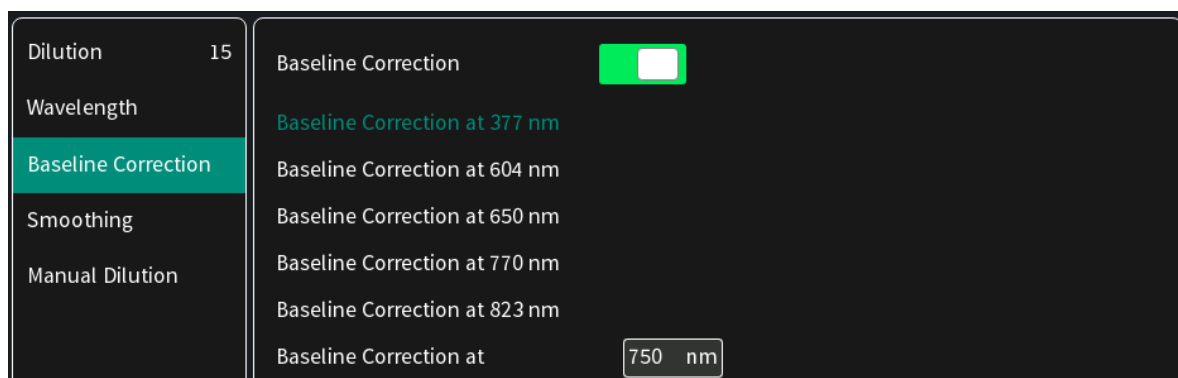 Dilution 15
Wavelength
Baseline Correction
Smoothing
Manual Dilution
Baseline Correction
Baseline Correction at 377 nm
Baseline Correction at 604 nm
Baseline Correction at 650 nm
Baseline Correction at 770 nm
Baseline Correction at 823 nm
Baseline Correction at 750 nm